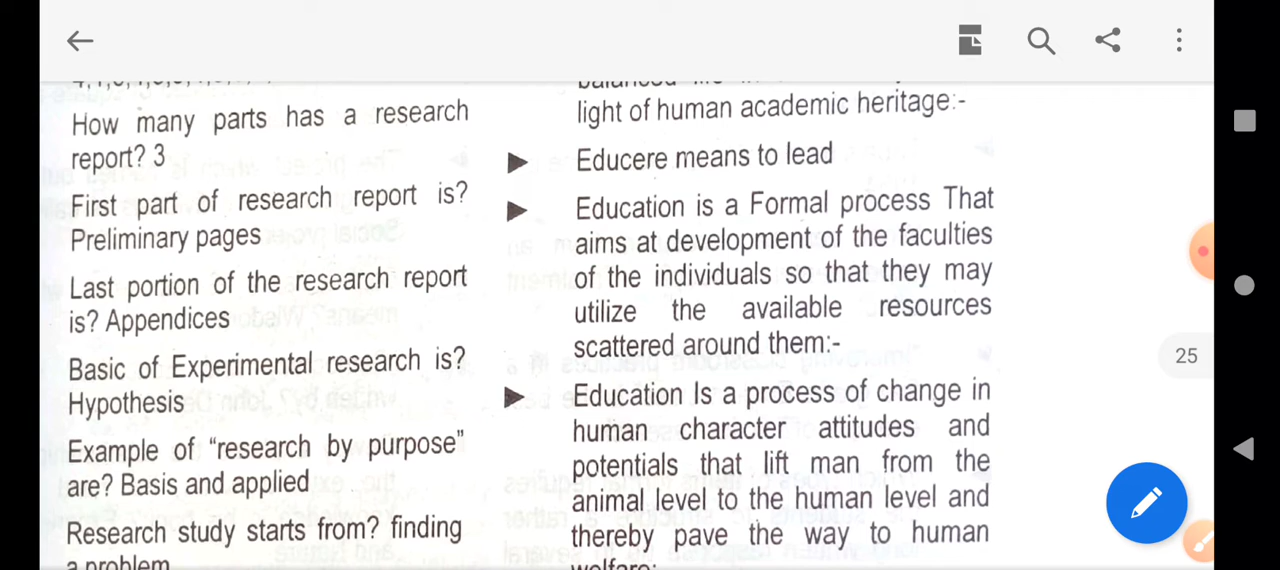 How many parts has a research
report? 3
First part of research report is?
Preliminary pages
Last portion of the research report
is? Appendices
Basic of Experimental research is?
Hypothesis
Example of “research by purpose”
are? Basis and applied
Research study starts from? finding
a problem
light of human academic heritage:-
Educere means to lead
Education is a Formal process That
aims at development of the faculties
of the individuals so that they may
utilize the available resources
scattered around them:-
Education Is a process of change in
human character attitudes and
potentials that lift man from the
animal level to the human level and
thereby pave the way to human
welfare:
25